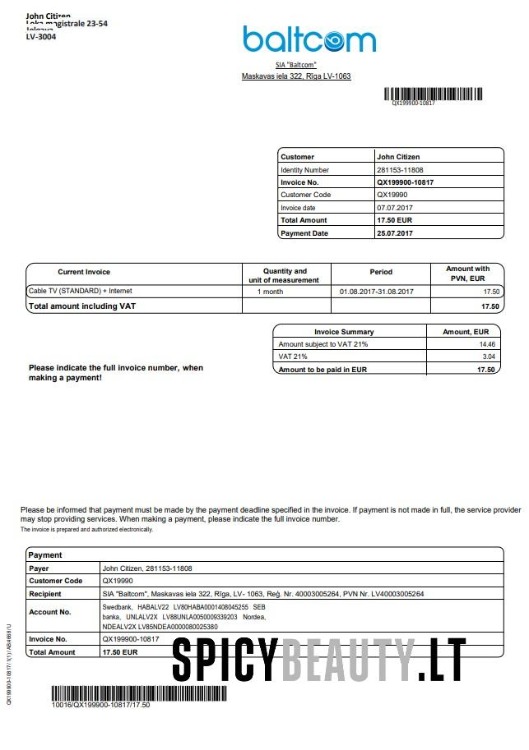 John Citizen
magistrale 23-54
LV-3004
baltcom
SIA "Baltcom"
Maskavas iela 322, Rīga LV-1063
QX199900-10817
Customer John Citizen
Identity Number 281153-11808
Invoice No. QX199900-10817
Customer Code QX19990
Invoice date 07.07.2017
Total Amount 17.50 EUR
Payment Date 25.07.2017
Current Invoice Quantity and unit of measurement Period Amount with PVN, EUR
Cable TV (STANDARD) + Internet 1 month 01.08.2017-31.08.2017 17.50
Total amount including VAT 17.50
Invoice Summary Amount, EUR
Amount subject to VAT 21% 14.46
VAT 21% 3.04
Amount to be paid in EUR 17.50
Please indicate the full invoice number, when
making a payment!
Please be informed that payment must be made by the payment deadline specified in the invoice. If payment is not made in full, the service provider
may stop providing services. When making a payment, please indicate the full invoice number.
The invoice is prepared and authorized electronically.
Payment
Payer John Citizen, 281153-11808
Customer Code QX19990
Recipient SIA "Baltcom", Maskavas iela 322, Rīga, LV- 1063, Reģ. Nr. 40003005264, PVN Nr. LV40003005264
Account No. Swedbank, HABALV22 LV80HABA0001408045255 SEB
banka, UNLALV2X LV88UNLA0050009339203 Nordea,
NDEALV2X LV85NDEA0000080025380
Invoice No. QX199900-10817
Total Amount 17.50 EUR
SPICYBEAUTY.LT
10016/QX199900-10817/17.50